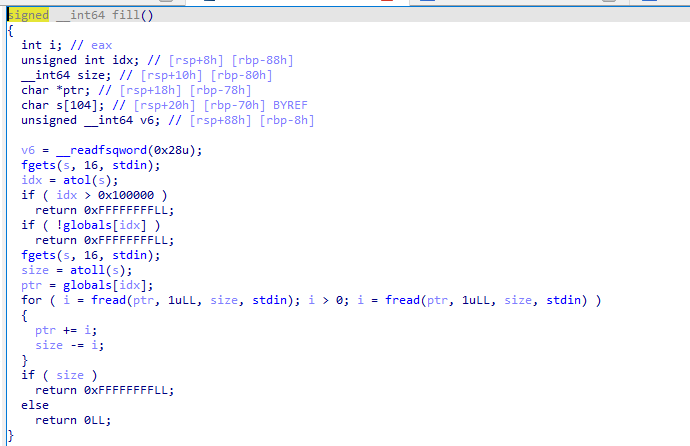 signed __int64 fill()
{
  int i; // eax
  unsigned int idx; // [rsp+8h] [rbp-88h]
  __int64 size; // [rsp+10h] [rbp-80h]
  char *ptr; // [rsp+18h] [rbp-78h]
  char s[104]; // [rsp+20h] [rbp-70h] BYREF
  unsigned __int64 v6; // [rsp+88h] [rbp-8h]

  v6 = __readfsqword(0x28u);
  fgets(s, 16, stdin);
  idx = atol(s);
  if ( idx > 0x100000 )
    return 0xFFFFFFFFLL;
  if ( !globals[idx] )
    return 0xFFFFFFFFLL;
  fgets(s, 16, stdin);
  size = atoll(s);
  ptr = globals[idx];
  for ( i = fread(ptr, 1uLL, size, stdin); i > 0; i = fread(ptr, 1uLL, size, stdin) )
  {
    ptr += i;
    size -= i;
  }
  if ( size )
    return 0xFFFFFFFFLL;
  else
    return 0LL;
}